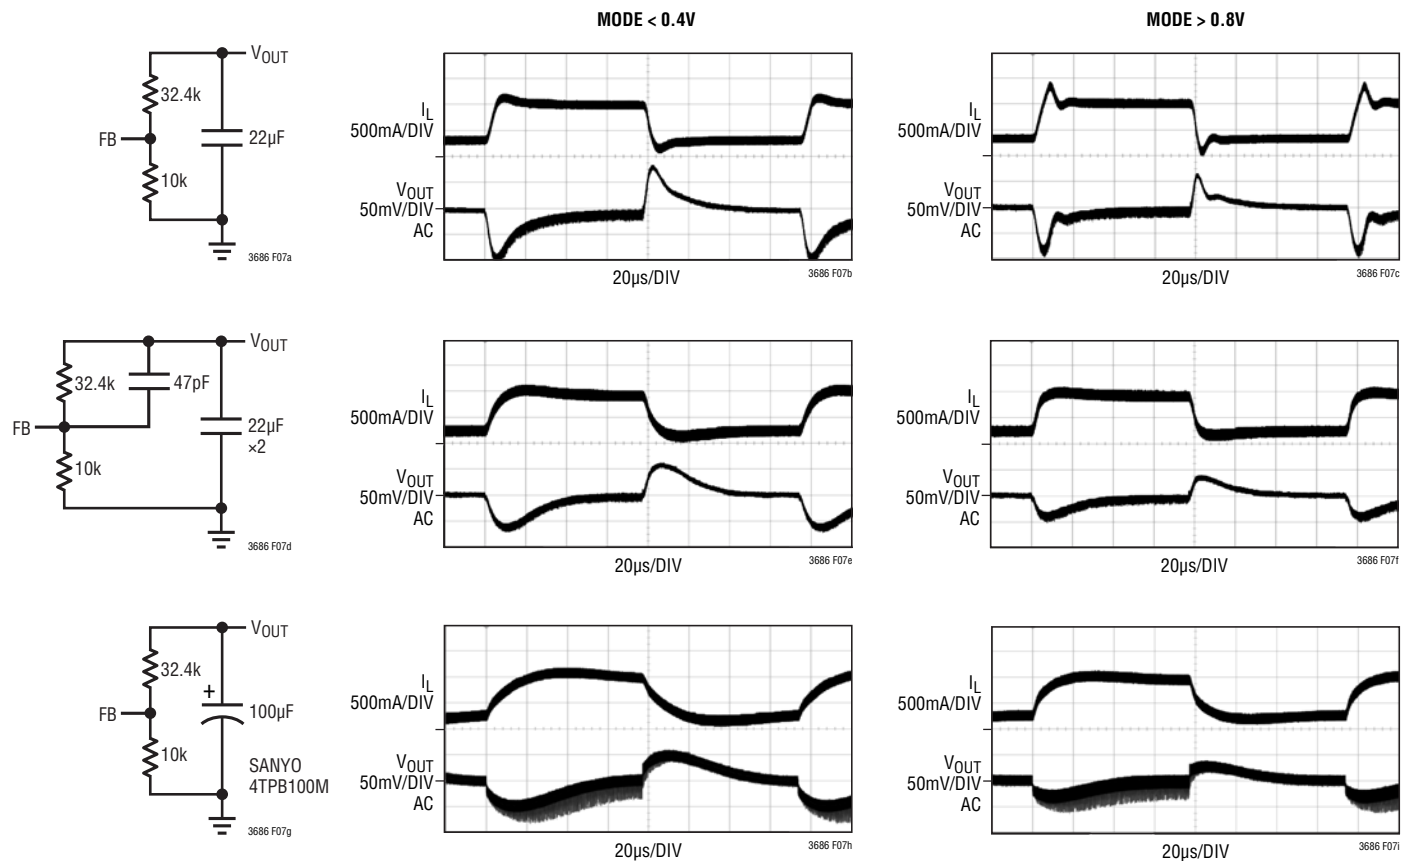 MODE < 0.4V
MODE > 0.8V
VOUT
32.4k
FB
22µF
10k
3686 F07a
IL
500mA/DIV
VOUT
50mV/DIV
AC
20µs/DIV
3686 F07b
IL
500mA/DIV
VOUT
50mV/DIV
AC
20µs/DIV
3686 F07c
VOUT
32.4k
47pF
FB
22µF
×2
10k
3686 F07d
IL
500mA/DIV
VOUT
50mV/DIV
AC
20µs/DIV
3686 F07e
IL
500mA/DIV
VOUT
50mV/DIV
AC
20µs/DIV
3686 F07f
VOUT
32.4k
+
FB
100µF
10k
SANYO
4TPB100M
3686 F07g
IL
500mA/DIV
VOUT
50mV/DIV
AC
20µs/DIV
3686 F07h
IL
500mA/DIV
VOUT
50mV/DIV
AC
20µs/DIV
3686 F07i